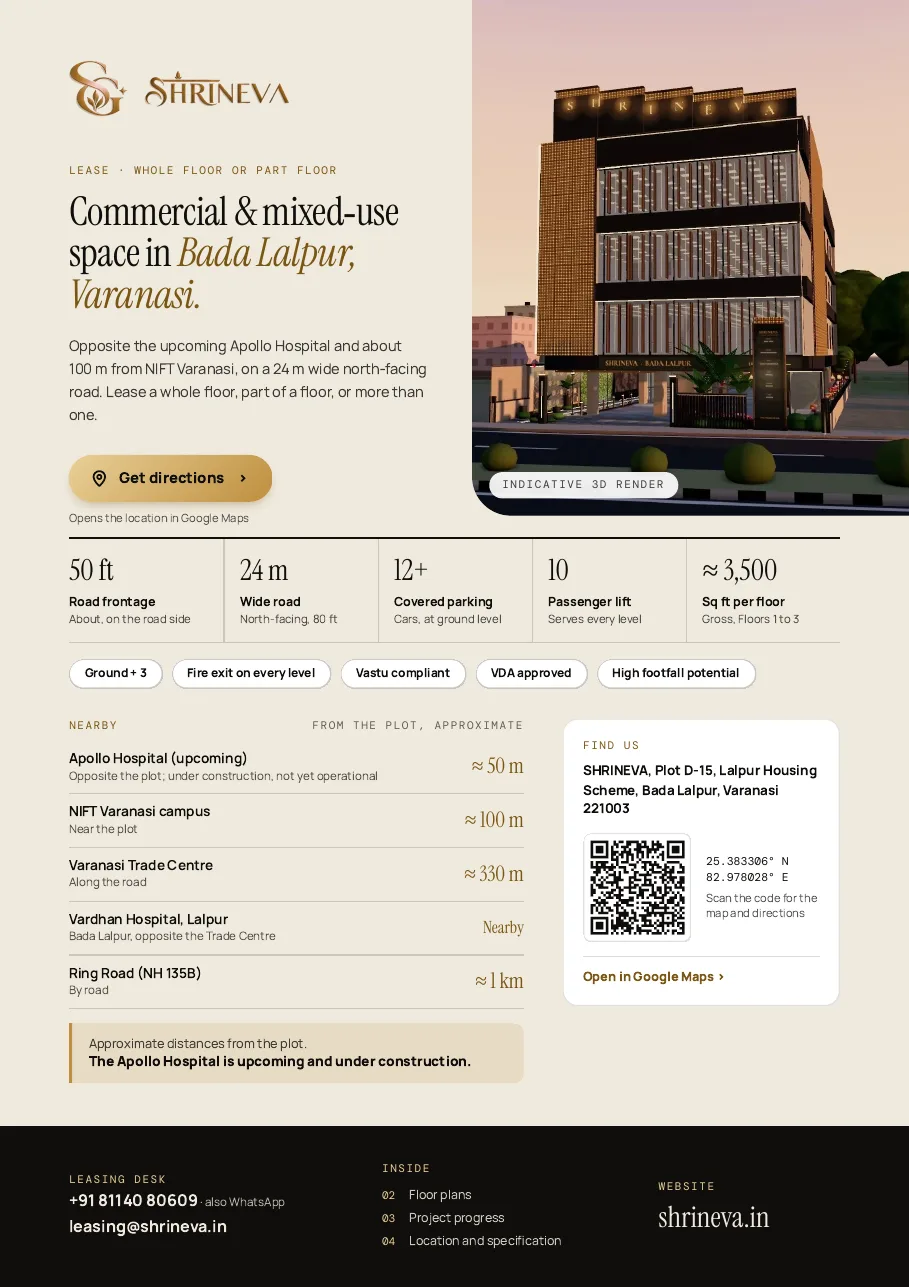 SHRINEVA
LEASE · WHOLE FLOOR OR PART FLOOR
Commercial & mixed-use
space in Bada Lalpur,
Varanasi.
Opposite the upcoming Apollo Hospital and about
100 m from NIFT Varanasi, on a 24 m wide north-facing
road. Lease a whole floor, part of a floor, or more than
one.
Get directions ›
Opens the location in Google Maps
SHRINEVA
SHRINEVA · BADA LALPUR
INDICATIVE 3D RENDER
50 ft
Road frontage
About, on the road side
24 m
Wide road
North-facing, 80 ft
12+
Covered parking
Cars, at ground level
10
Passenger lift
Serves every level
≈ 3,500
Sq ft per floor
Gross, Floors 1 to 3
Ground + 3
Fire exit on every level
Vastu compliant
VDA approved
High footfall potential
NEARBY
FROM THE PLOT, APPROXIMATE
Apollo Hospital (upcoming)
Opposite the plot; under construction, not yet operational
≈ 50 m
NIFT Varanasi campus
Near the plot
≈ 100 m
Varanasi Trade Centre
Along the road
≈ 330 m
Vardhan Hospital, Lalpur
Bada Lalpur, opposite the Trade Centre
Nearby
Ring Road (NH 135B)
By road
≈ 1 km
Approximate distances from the plot.
The Apollo Hospital is upcoming and under construction.
FIND US
SHRINEVA, Plot D-15, Lalpur Housing
Scheme, Bada Lalpur, Varanasi
221003
25.383306° N
82.978028° E
Scan the code for the
map and directions
Open in Google Maps ›
LEASING DESK
+91 81140 80609 · also WhatsApp
leasing@shrineva.in
INSIDE
02 Floor plans
03 Project progress
04 Location and specification
WEBSITE
shrineva.in